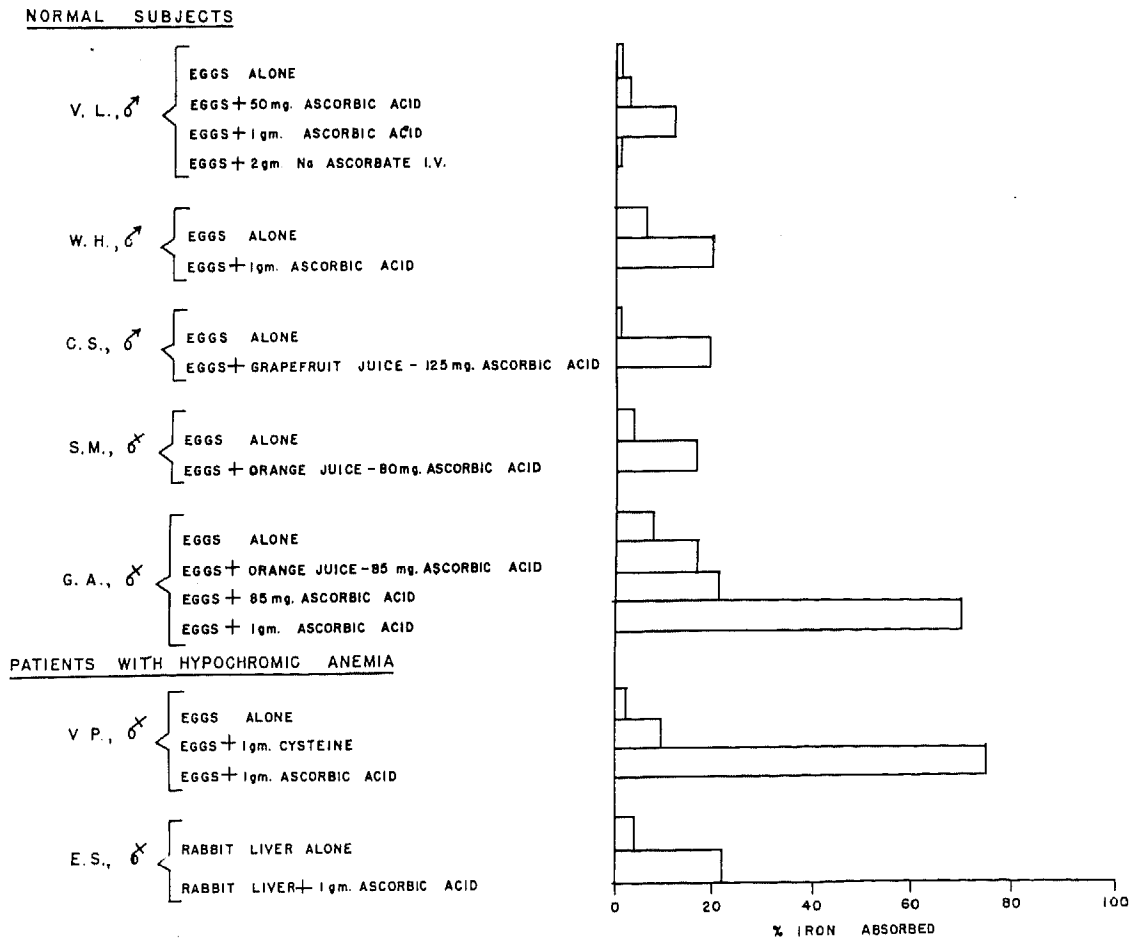 NORMAL SUBJECTS
V. L., ♂
EGGS ALONE
EGGS + 50 mg. ASCORBIC ACID
EGGS + 1 gm. ASCORBIC ACID
EGGS + 2 gm. Na ASCORBATE I.V.
W. H., ♂
EGGS ALONE
EGGS + 1 gm. ASCORBIC ACID
C. S., ♂
EGGS ALONE
EGGS + GRAPEFRUIT JUICE - 125 mg. ASCORBIC ACID
S. M.,
EGGS ALONE
EGGS + ORANGE JUICE - 80 mg. ASCORBIC ACID
G. A.,
EGGS ALONE
EGGS + ORANGE JUICE - 85 mg. ASCORBIC ACID
EGGS + 85 mg. ASCORBIC ACID
EGGS + 1 gm. ASCORBIC ACID
PATIENTS WITH HYPOCHROMIC ANEMIA
V P.,
EGGS ALONE
EGGS + 1 gm. CYSTEINE
EGGS + 1 gm. ASCORBIC ACID
E. S.,
RABBIT LIVER ALONE
RABBIT LIVER + 1 gm. ASCORBIC ACID
0 20 40 60 80 100
% IRON ABSORBED